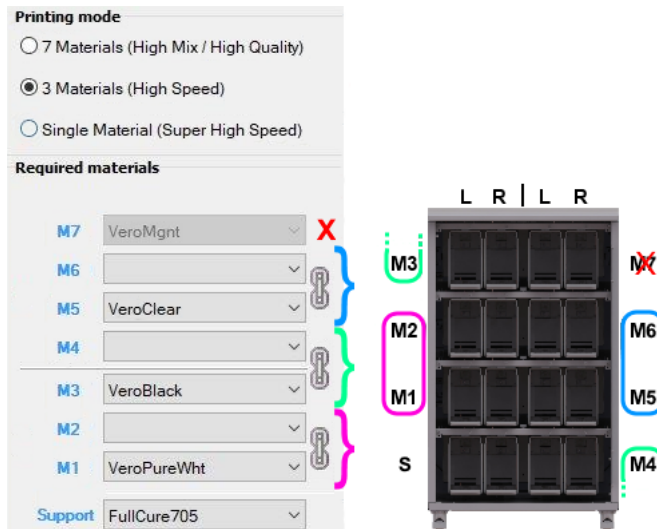 Printing mode
7 Materials (High Mix / High Quality)
3 Materials (High Speed)
Single Material (Super High Speed)
Required materials
M7 VeroMgnt X
M6
M5 VeroClear
M4
M3 VeroBlack
M2
M1 VeroPureWht
Support FullCure705
L R | L R
M3 M7 X
M2 M6
M1 M5
S M4